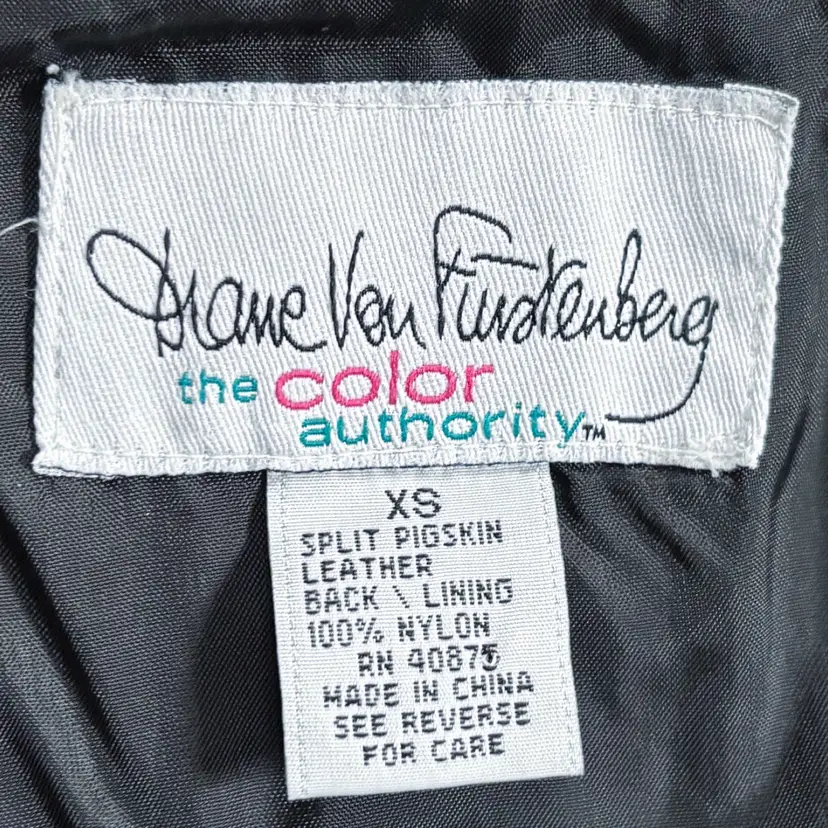 Diane Von Furstenberg
the color
authority™
XS
SPLIT PIGSKIN
LEATHER
BACK \ LINING
100% NYLON
RN 40875
MADE IN CHINA
SEE REVERSE
FOR CARE